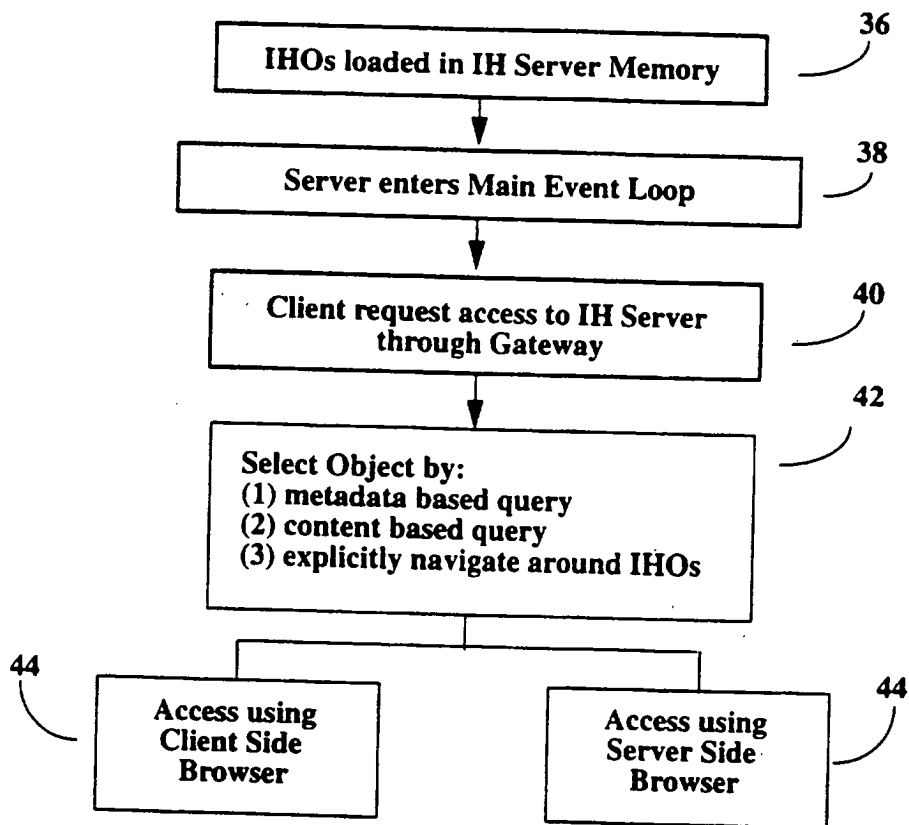 36
IHOs loaded in IH Server Memory
38
Server enters Main Event Loop
40
Client request access to IH Server
through Gateway
42
Select Object by:
(1) metadata based query
(2) content based query
(3) explicitly navigate around IHOs
44
Access using
Client Side
Browser
44
Access using
Server Side
Browser